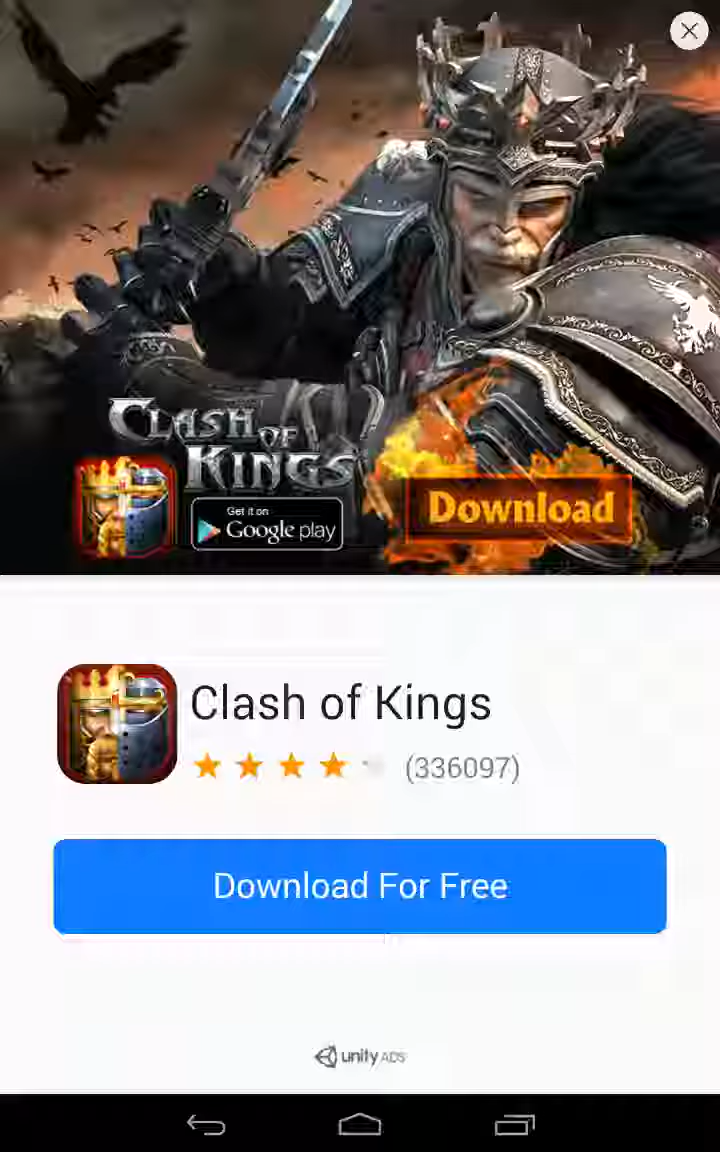 CLASH OF
KINGS
Get it on
Google play
Download
Clash of Kings
(336097)
Download For Free
unity ADS